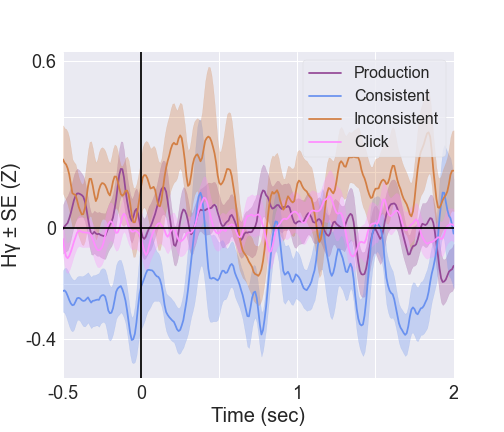 Production
Consistent
Inconsistent
Click
0.6
0
-0.4
Hγ ± SE (Z)
-0.5
0
1
2
Time (sec)